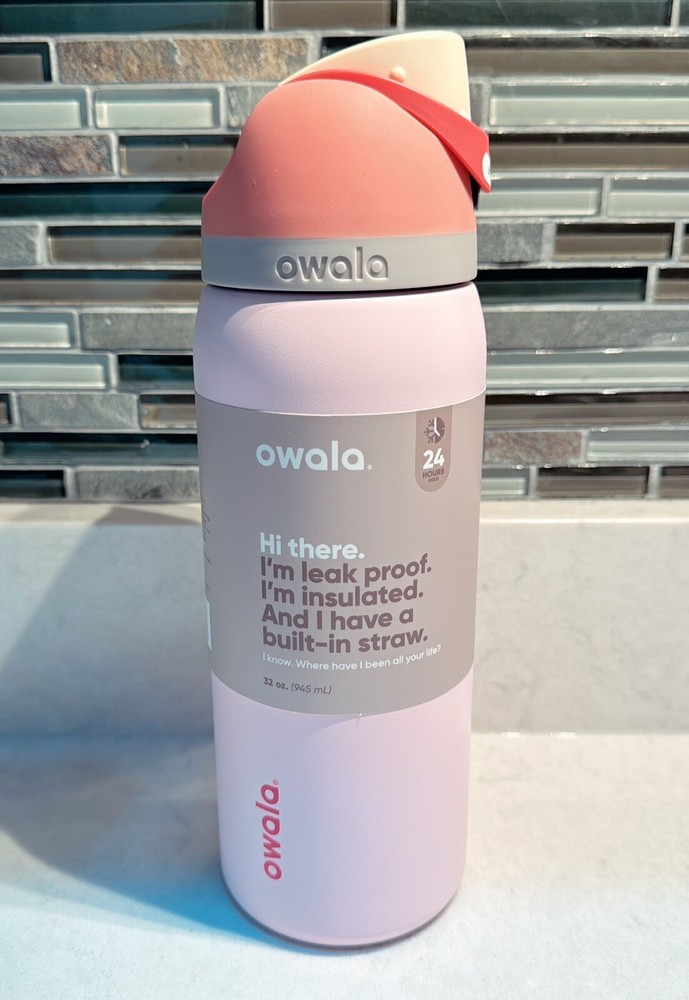 owala
owala®
24
HOURS
COLD
Hi there.
I'm leak proof.
I'm insulated.
And I have a
built-in straw.
I know. Where have I been all your life?
32 oz. (945 mL)
owala®